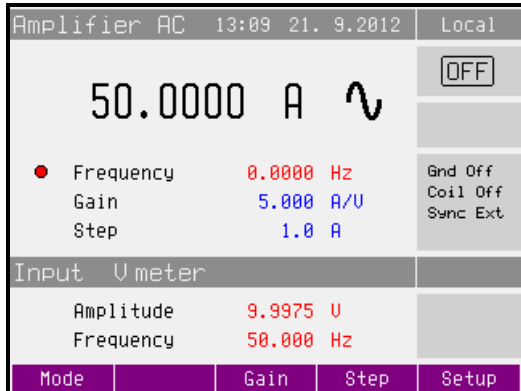 Amplifier AC 13:09 21. 9.2012 Local
OFF
50.0000 A
Frequency 0.0000 Hz
Gain 5.000 A/V
Step 1.0 A
Gnd Off
Coil Off
Sync Ext
Input V meter
Amplitude 9.9975 V
Frequency 50.000 Hz
Mode Gain Step Setup